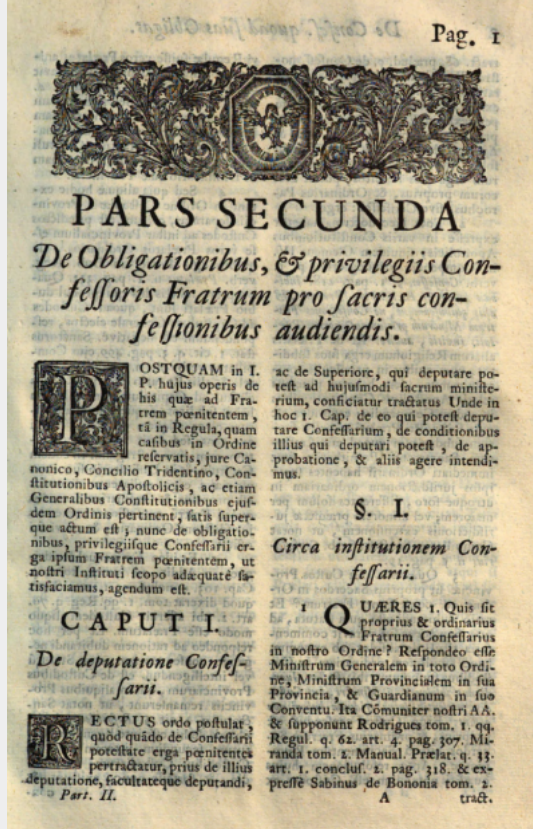 Pag. 1
PARS SECUNDA
De Obligationibus, & privilegiis Con-
feſſoris Fratrum pro ſacris con-
feſſionibus audiendis.
POSTQUAM in I.
P. hujus operis de
his quæ ad Fra-
trem pœnitentem,
tā in Regula, quam
caſibus in Ordine
reſervatis, jure Ca-
nonico, Concilio Tridentino, Con-
ſtitutionibus Apoſtolicis, ac etiam
Generalibus Conſtitutionibus ejuſ-
dem Ordinis pertinent, ſatis ſuper-
que actum eſt; nunc de obligatio-
nibus, privilegiiſque Confeſſarii er-
ga ipſum Fratrem pœnitentem, ut
noſtri Inſtituti ſcopo adæquatè ſa-
tisfaciamus, agendum eſt.
CAPUT I.
De deputatione Confeſ-
ſarii.
RECTUS ordo poſtulat,
quòd quādo de Confeſſarii
poteſtate erga pœnitentes
pertractatur, prius de illius
deputatione, facultateque deputandi,
Part. II.
ac de Superiore, qui deputare po-
teſt ad hujuſmodi ſacrum miniſte-
rium, conficiatur tractatus Unde in
hoc 1. Cap. de eo qui poteſt depu-
tare Confeſſarium, de conditionibus
illius qui deputari poteſt, de ap-
probatione, & aliis agere intendi-
mus.
§. I.
Circa inſtitutionem Con-
feſſarii.
1 QUÆRES 1. Quis ſit
proprius & ordinarius
Fratrum Confeſſarius
in noſtro Ordine? Reſpondeo eſſe
Miniſtrum Generalem in toto Ordi-
ne, Miniſtrum Provincialem in ſua
Provincia, & Guardianum in ſuo
Conventu. Ita Cōmuniter noſtri AA.
& ſupponunt Rodrigues tom. 1. qq.
Regul. q. 62. art. 4. pag. 307. Mi-
randa tom. 2. Manual. Prælat. q. 33.
art. 1. concluſ. 2. pag. 318. & ex-
preſſè Sabinus de Bononia tom. 2.
A tract.